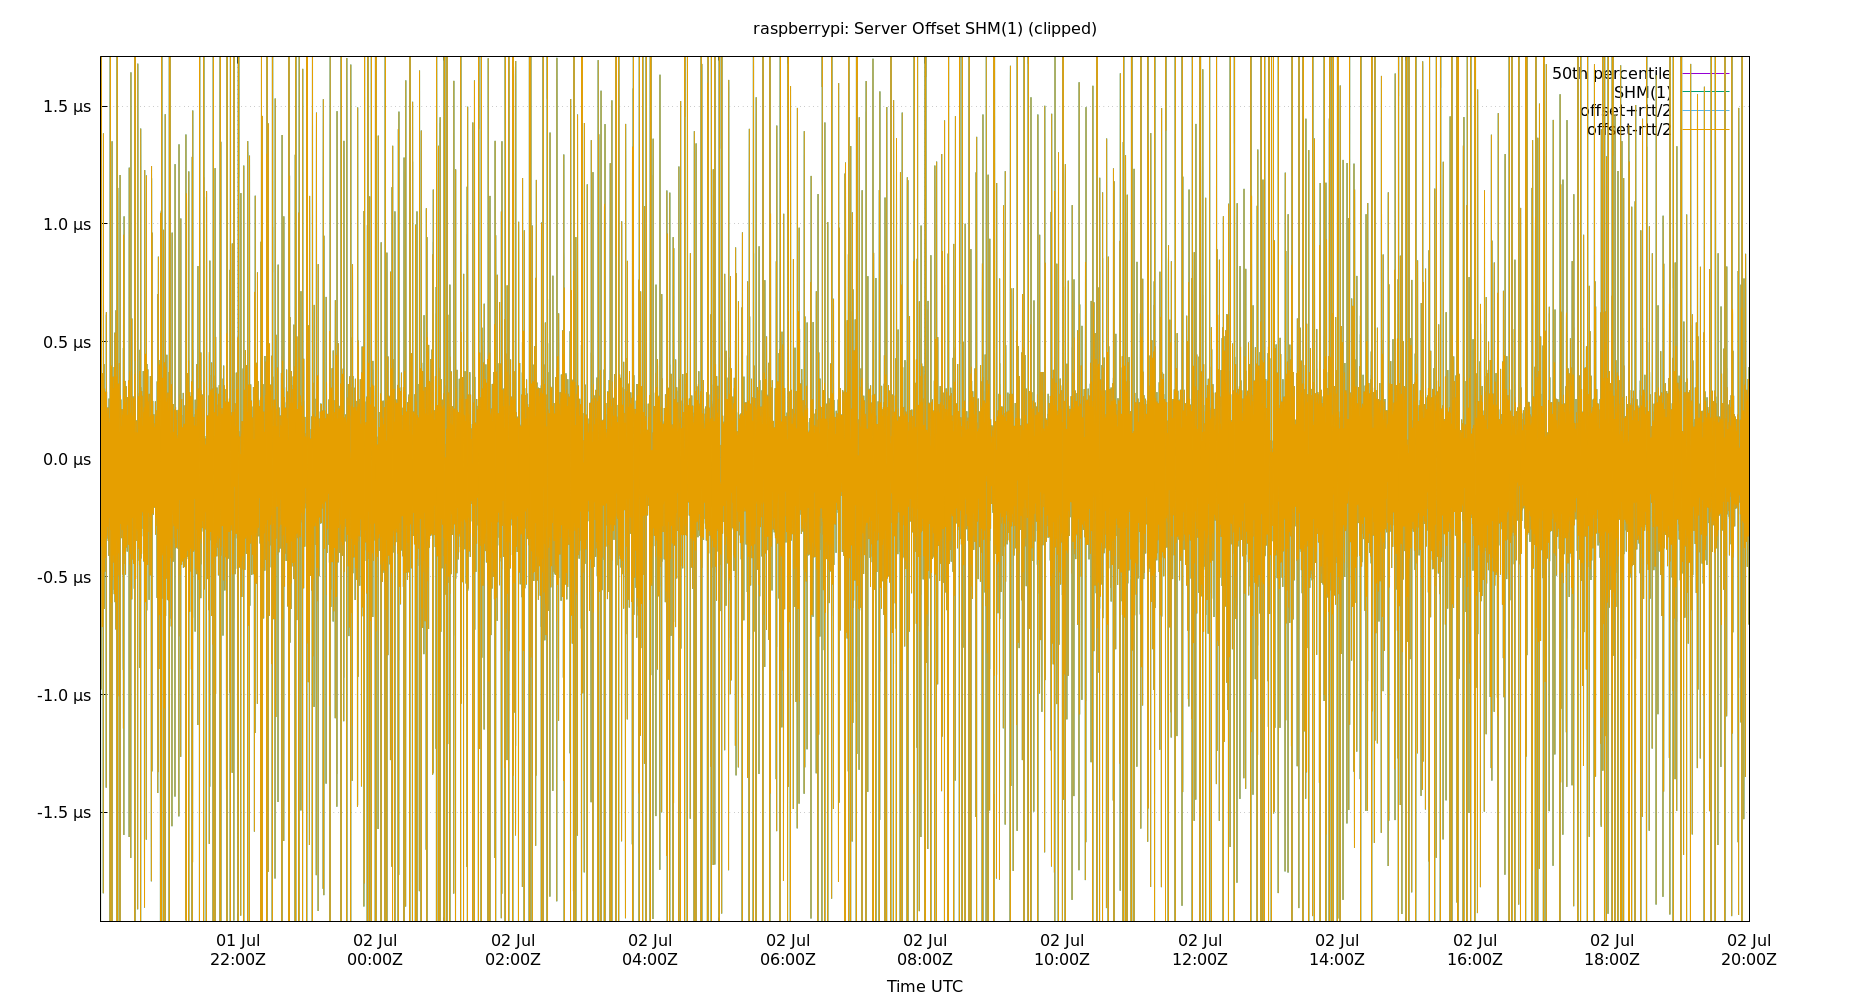 raspberrypi: Server Offset SHM(1) (clipped)
50th percentile
SHM(1)
offset+rtt/2
offset-rtt/2
1.5 µs
1.0 µs
0.5 µs
0.0 µs
-0.5 µs
-1.0 µs
-1.5 µs
01 Jul 02 Jul 02 Jul 02 Jul 02 Jul 02 Jul 02 Jul 02 Jul 02 Jul 02 Jul 02 Jul 02 Jul
22:00Z 00:00Z 02:00Z 04:00Z 06:00Z 08:00Z 10:00Z 12:00Z 14:00Z 16:00Z 18:00Z 20:00Z
Time UTC